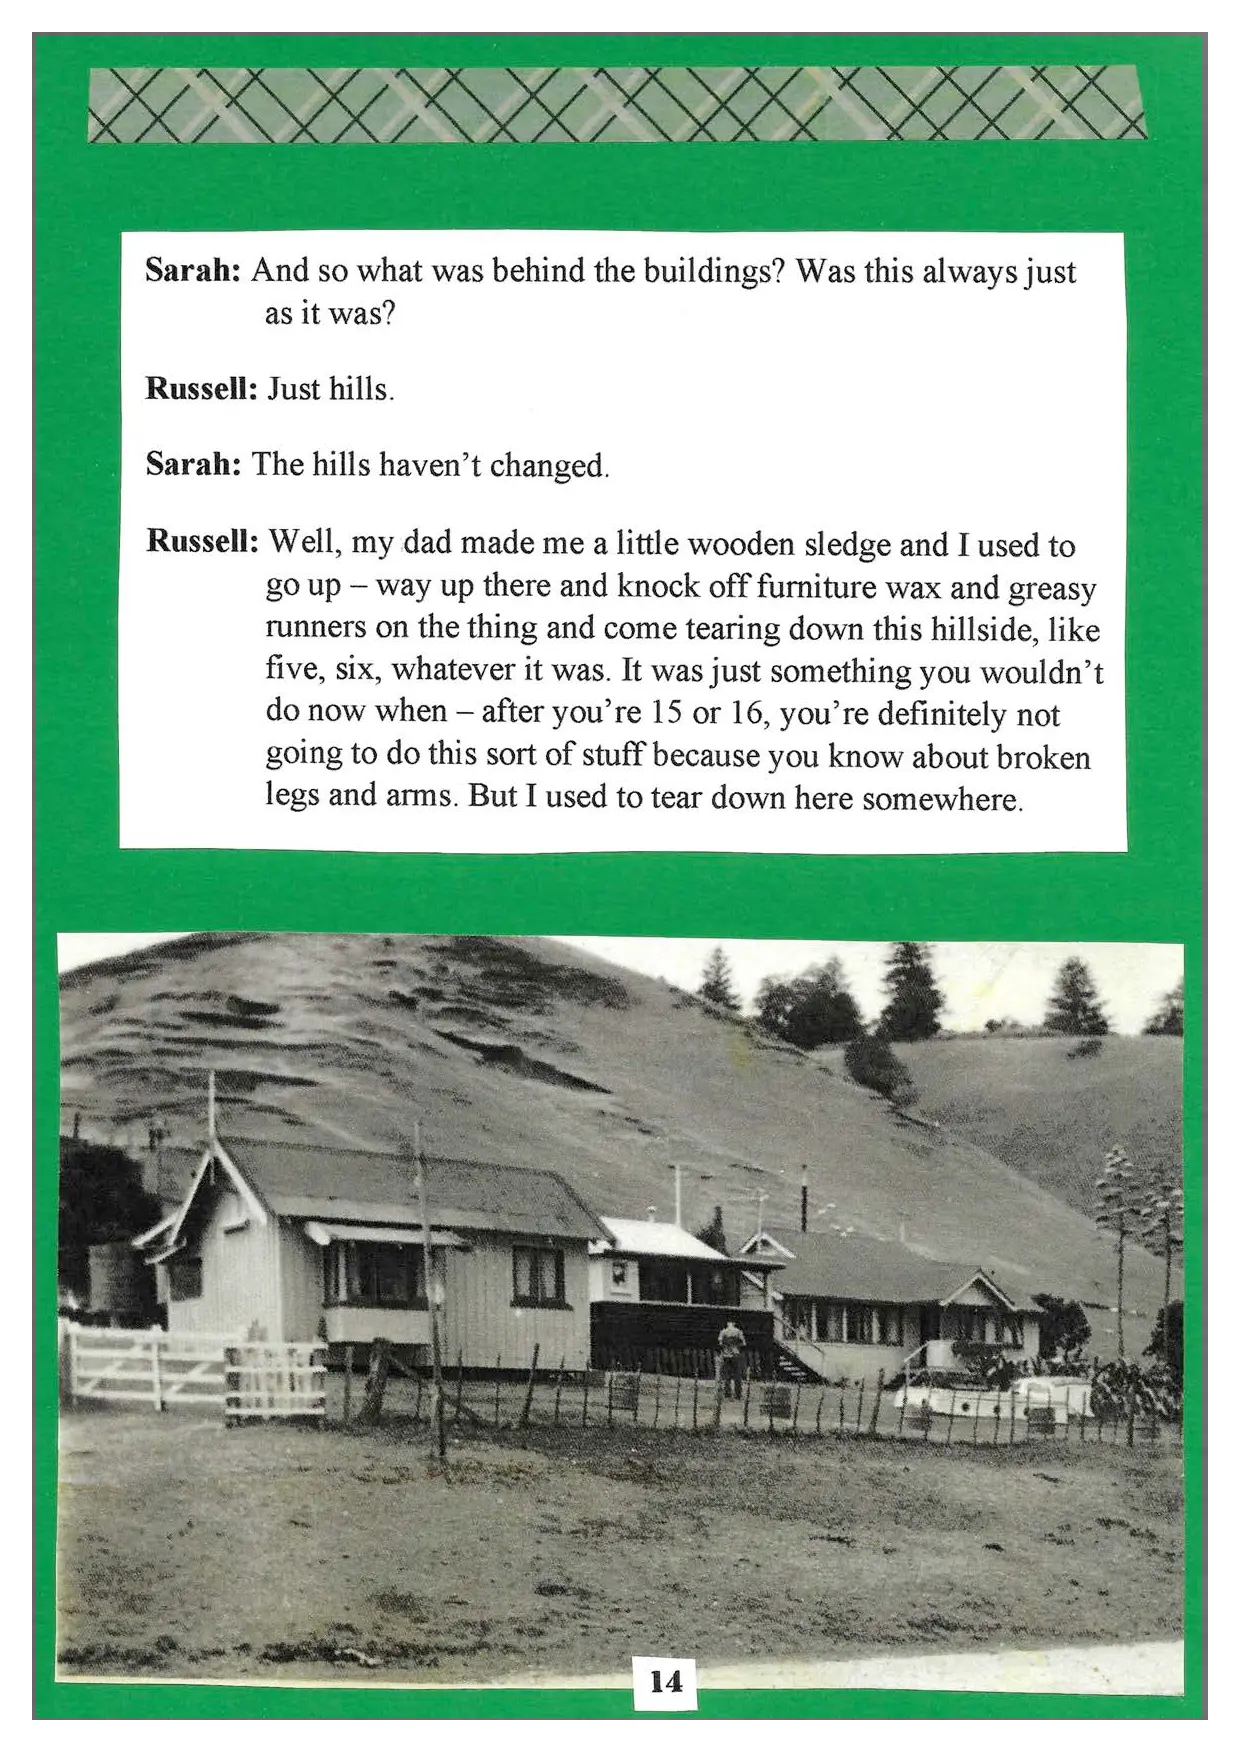 Sarah: And so what was behind the buildings? Was this always just
as it was?
Russell: Just hills.
Sarah: The hills haven't changed.
Russell: Well, my dad made me a little wooden sledge and I used to
go up – way up there and knock off furniture wax and greasy
runners on the thing and come tearing down this hillside, like
five, six, whatever it was. It was just something you wouldn't
do now when – after you're 15 or 16, you're definitely not
going to do this sort of stuff because you know about broken
legs and arms. But I used to tear down here somewhere.
14